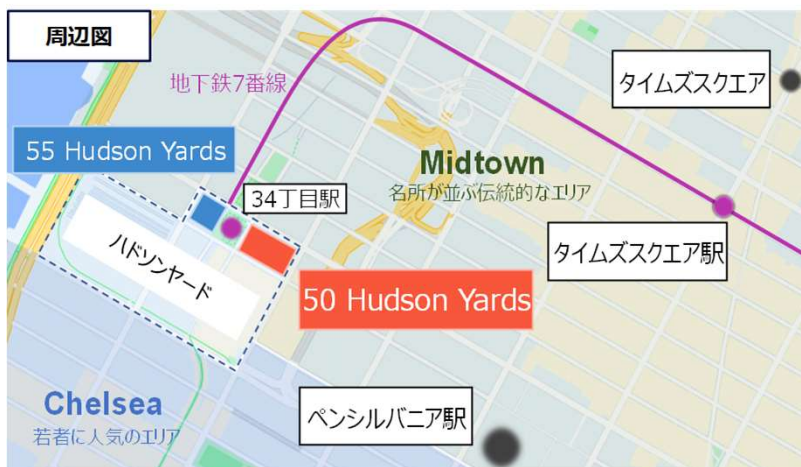 周辺図
タイムズスクエア
地下鉄7番線
55 Hudson Yards
Midtown
名所が並ぶ伝統的なエリア
34丁目駅
タイムズスクエア駅
ハドソンヤード
50 Hudson Yards
Chelsea
若者に人気のエリア
ペンシルバニア駅